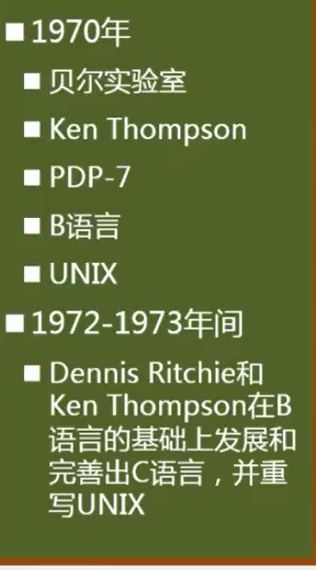 1970年
贝尔实验室
Ken Thompson
PDP-7
B语言
UNIX
1972-1973年间
Dennis Ritchie和
Ken Thompson在B
语言的基础上发展和
完善出C语言，并重
写UNIX